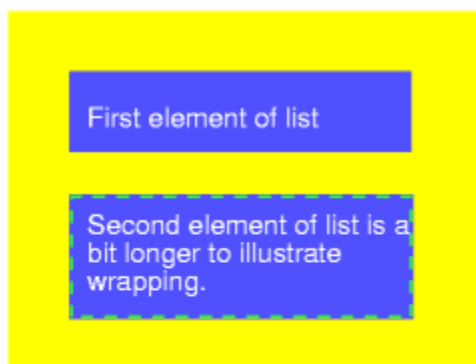 First element of list
Second element of list is a
bit longer to illustrate
wrapping.